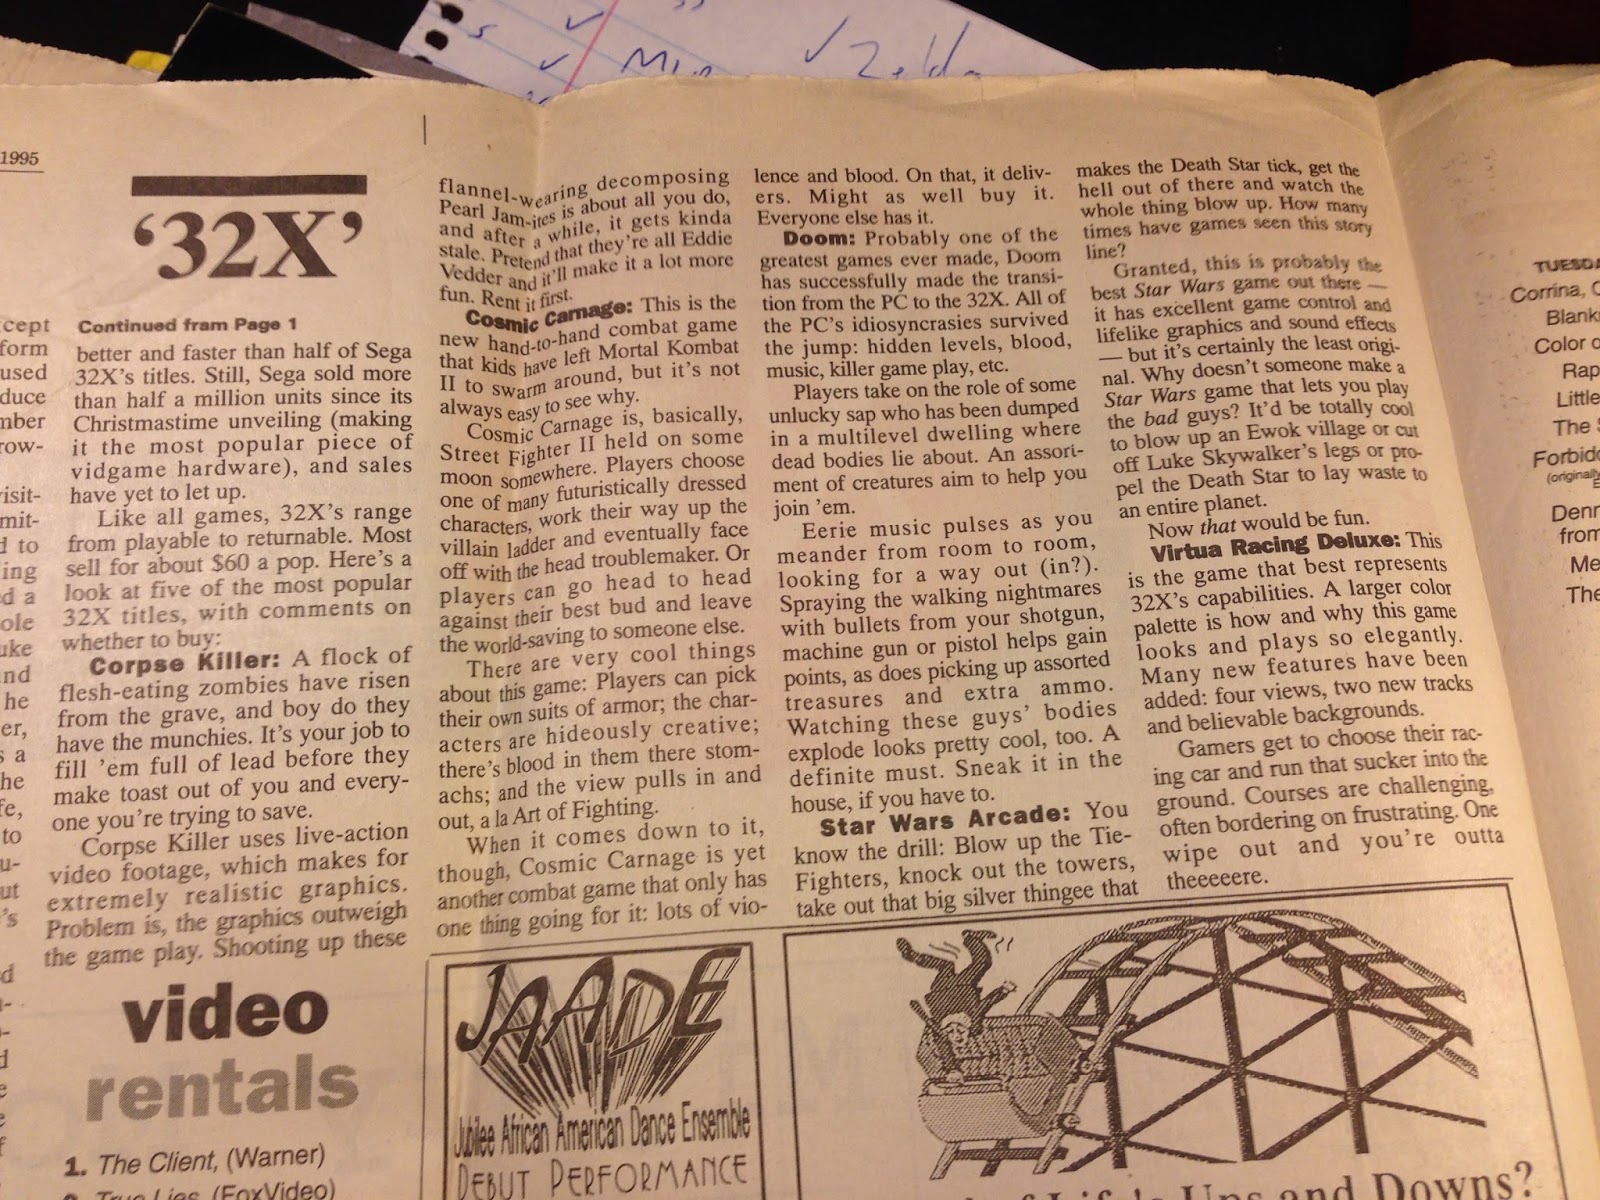 Zelda
1995
'32X'
Continued fram Page 1
better and faster than half of Sega
32X's titles. Still, Sega sold more
than half a million units since its
Christmastime unveiling (making
it the most popular piece of
vidgame hardware), and sales
have yet to let up.
Like all games, 32X's range
from playable to returnable. Most
sell for about $60 a pop. Here's a
look at five of the most popular
32X titles, with comments on
whether to buy:
Corpse Killer: A flock of
flesh-eating zombies have risen
from the grave, and boy do they
have the munchies. It's your job to
fill 'em full of lead before they
make toast out of you and every-
one you're trying to save.
Corpse Killer uses live-action
video footage, which makes for
extremely realistic graphics.
Problem is, the graphics outweigh
the game play. Shooting up these
flannel-wearing decomposing
Pearl Jam-ites is about all you do,
and after a while, it gets kinda
stale. Pretend that they're all Eddie
Vedder and it'll make it a lot more
fun. Rent it first.
Cosmic Carnage: This is the
new hand-to-hand combat game
that kids have left Mortal Kombat
II to swarm around, but it's not
always easy to see why.
Cosmic Carnage is, basically,
Street Fighter II held on some
moon somewhere. Players choose
one of many futuristically dressed
characters, work their way up the
villain ladder and eventually face
off with the head troublemaker. Or
players can go head to head
against their best bud and leave
the world-saving to someone else.
There are very cool things
about this game: Players can pick
their own suits of armor; the char-
acters are hideously creative;
there's blood in them there stom-
achs; and the view pulls in and
out, a la Art of Fighting.
When it comes down to it,
though, Cosmic Carnage is yet
another combat game that only has
one thing going for it: lots of vio-
lence and blood. On that, it deliv-
ers. Might as well buy it.
Everyone else has it.
Doom: Probably one of the
greatest games ever made, Doom
has successfully made the transi-
tion from the PC to the 32X. All of
the PC's idiosyncrasies survived
the jump: hidden levels, blood,
music, killer game play, etc.
Players take on the role of some
unlucky sap who has been dumped
in a multilevel dwelling where
dead bodies lie about. An assort-
ment of creatures aim to help you
join 'em.
Eerie music pulses as you
meander from room to room,
looking for a way out (in?).
Spraying the walking nightmares
with bullets from your shotgun,
machine gun or pistol helps gain
points, as does picking up assorted
treasures and extra ammo.
Watching these guys' bodies
explode looks pretty cool, too. A
definite must. Sneak it in the
house, if you have to.
Star Wars Arcade: You
know the drill: Blow up the Tie-
Fighters, knock out the towers,
take out that big silver thingee that
makes the Death Star tick, get the
hell out of there and watch the
whole thing blow up. How many
times have games seen this story
line?
Granted, this is probably the
best Star Wars game out there —
it has excellent game control and
lifelike graphics and sound effects
— but it's certainly the least origi-
nal. Why doesn't someone make a
Star Wars game that lets you play
the bad guys? It'd be totally cool
to blow up an Ewok village or cut
off Luke Skywalker's legs or pro-
pel the Death Star to lay waste to
an entire planet.
Now that would be fun.
Virtua Racing Deluxe: This
is the game that best represents
32X's capabilities. A larger color
palette is how and why this game
looks and plays so elegantly.
Many new features have been
added: four views, two new tracks
and believable backgrounds.
Gamers get to choose their rac-
ing car and run that sucker into the
ground. Courses are challenging,
often bordering on frustrating. One
wipe out and you're outta
theeeeere.
TUESDA
Corrina, C
Blank
Color o
Rap
Little
The S
Forbidd
(originally
Denn
from
Me
The
video
rentals
1. The Client, (Warner)
True Lies, (FoxVideo)
JAADE
Jubilee African American Dance Ensemble
DEBUT PERFORMANCE
of Life's Ups and Downs?